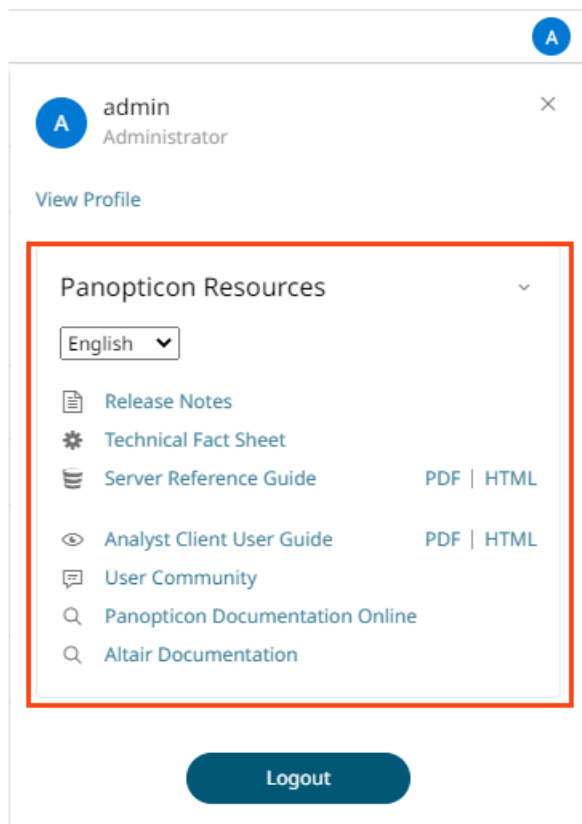 A
A
admin
Administrator
View Profile
Panopticon Resources
English
Release Notes
Technical Fact Sheet
Server Reference Guide PDF | HTML
Analyst Client User Guide PDF | HTML
User Community
Panopticon Documentation Online
Altair Documentation
Logout